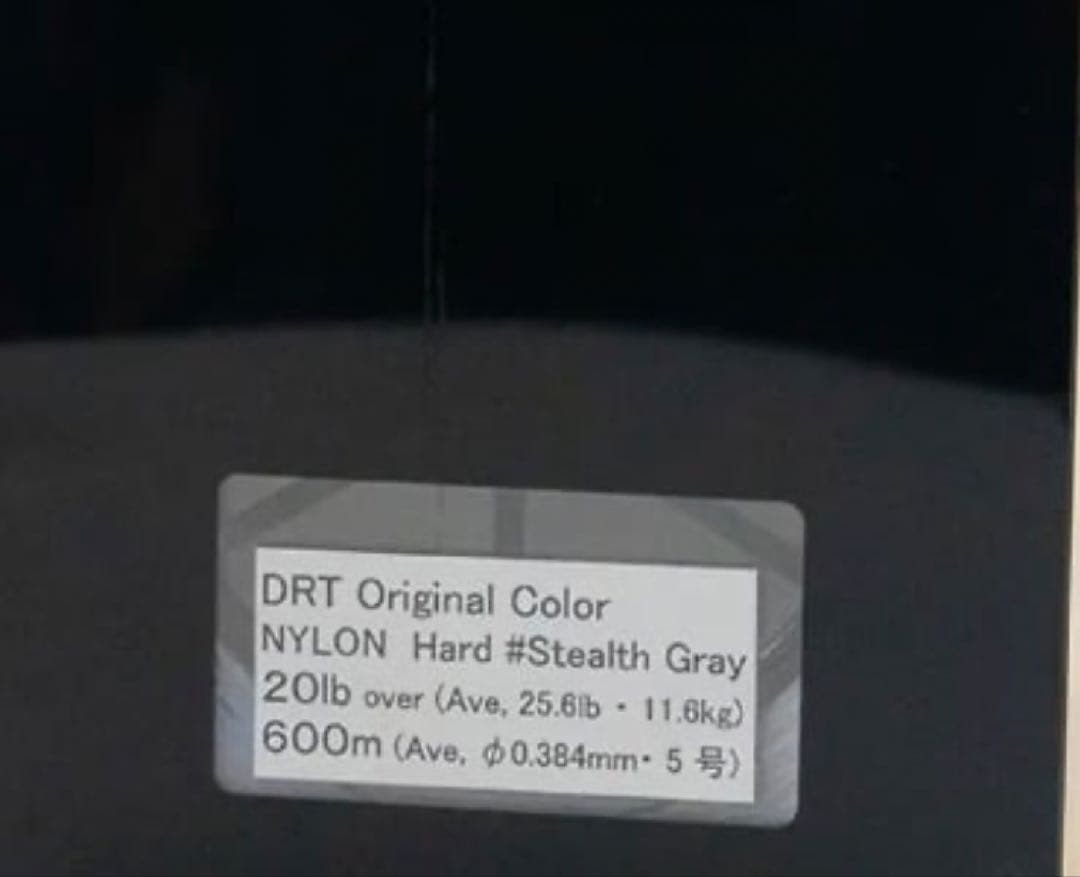 DRT Original Color
NYLON Hard #Stealth Gray
20lb over (Ave, 25.6lb・11.6kg)
600m (Ave, φ0.384mm・5号)